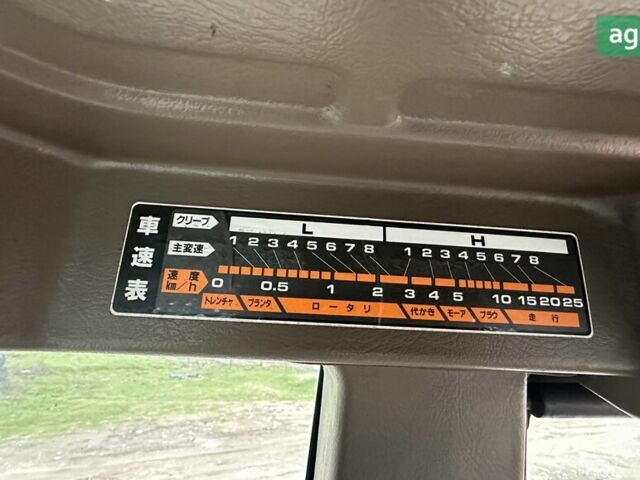 ag
車速表
クリープ L H
主変速 1 2 3 4 5 6 7 8 1 2 3 4 5 6 7 8
速度 km/h 0 0.5 1 2 3 4 5 10 15 20 25
トレンチャ プランタ ロータリ 代かき モーア プラウ 走行